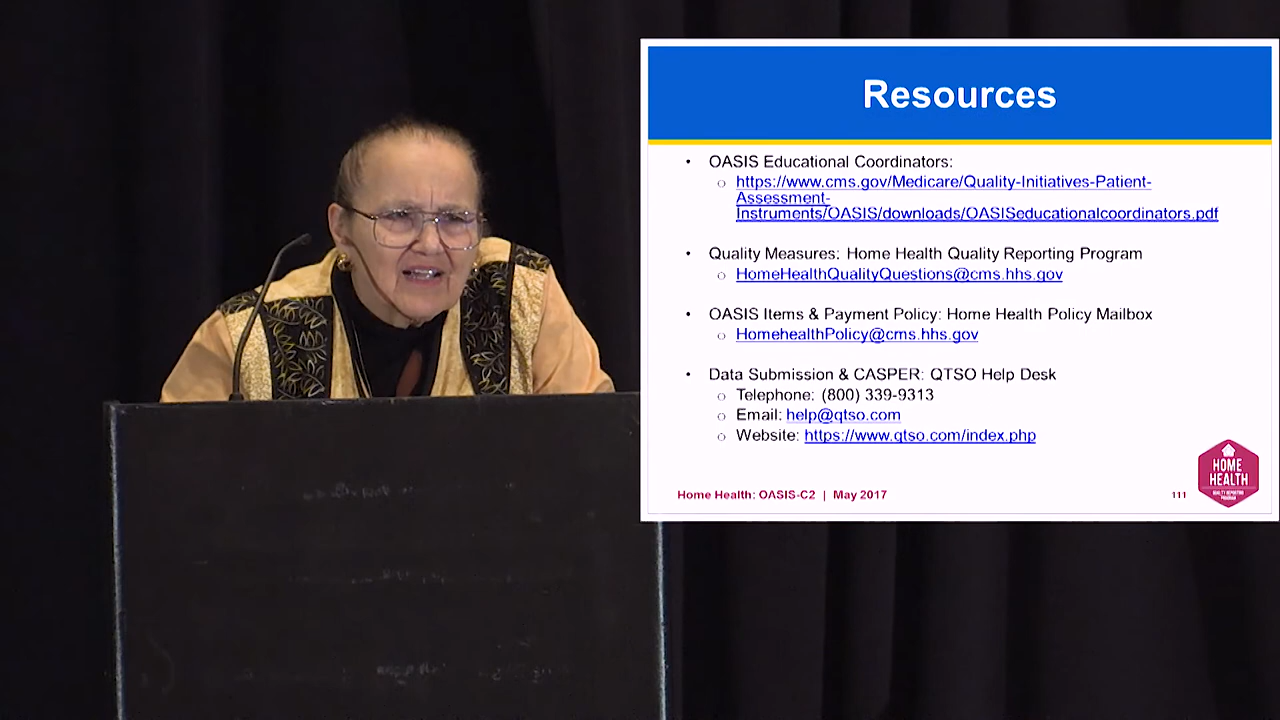 Resources
• OASIS Educational Coordinators:
○ https://www.cms.gov/Medicare/Quality-Initiatives-Patient-
Assessment-
Instruments/OASIS/downloads/OASISeducationalcoordinators.pdf
• Quality Measures: Home Health Quality Reporting Program
○ HomeHealthQualityQuestions@cms.hhs.gov
• OASIS Items & Payment Policy: Home Health Policy Mailbox
○ HomehealthPolicy@cms.hhs.gov
• Data Submission & CASPER: QTSO Help Desk
○ Telephone: (800) 339-9313
○ Email: help@qtso.com
○ Website: https://www.qtso.com/index.php
HOME
HEALTH
QUALITY REPORTING
PROGRAM
Home Health: OASIS-C2 | May 2017
111